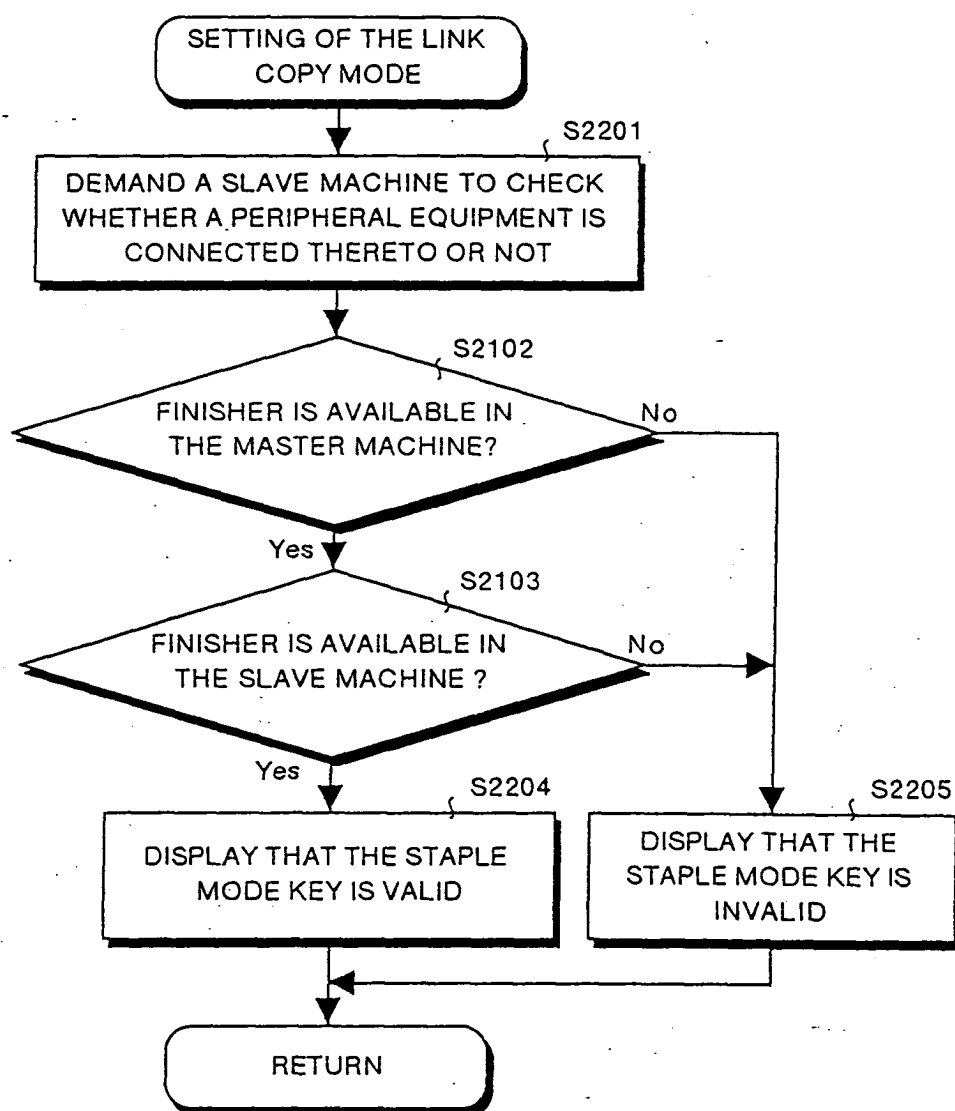 SETTING OF THE LINK
COPY MODE
S2201
DEMAND A SLAVE MACHINE TO CHECK
WHETHER A PERIPHERAL EQUIPMENT IS
CONNECTED THERETO OR NOT
S2102
FINISHER IS AVAILABLE IN
THE MASTER MACHINE?
No
Yes
S2103
FINISHER IS AVAILABLE IN
THE SLAVE MACHINE ?
No
Yes
S2204
DISPLAY THAT THE STAPLE
MODE KEY IS VALID
S2205
DISPLAY THAT THE
STAPLE MODE KEY IS
INVALID
RETURN